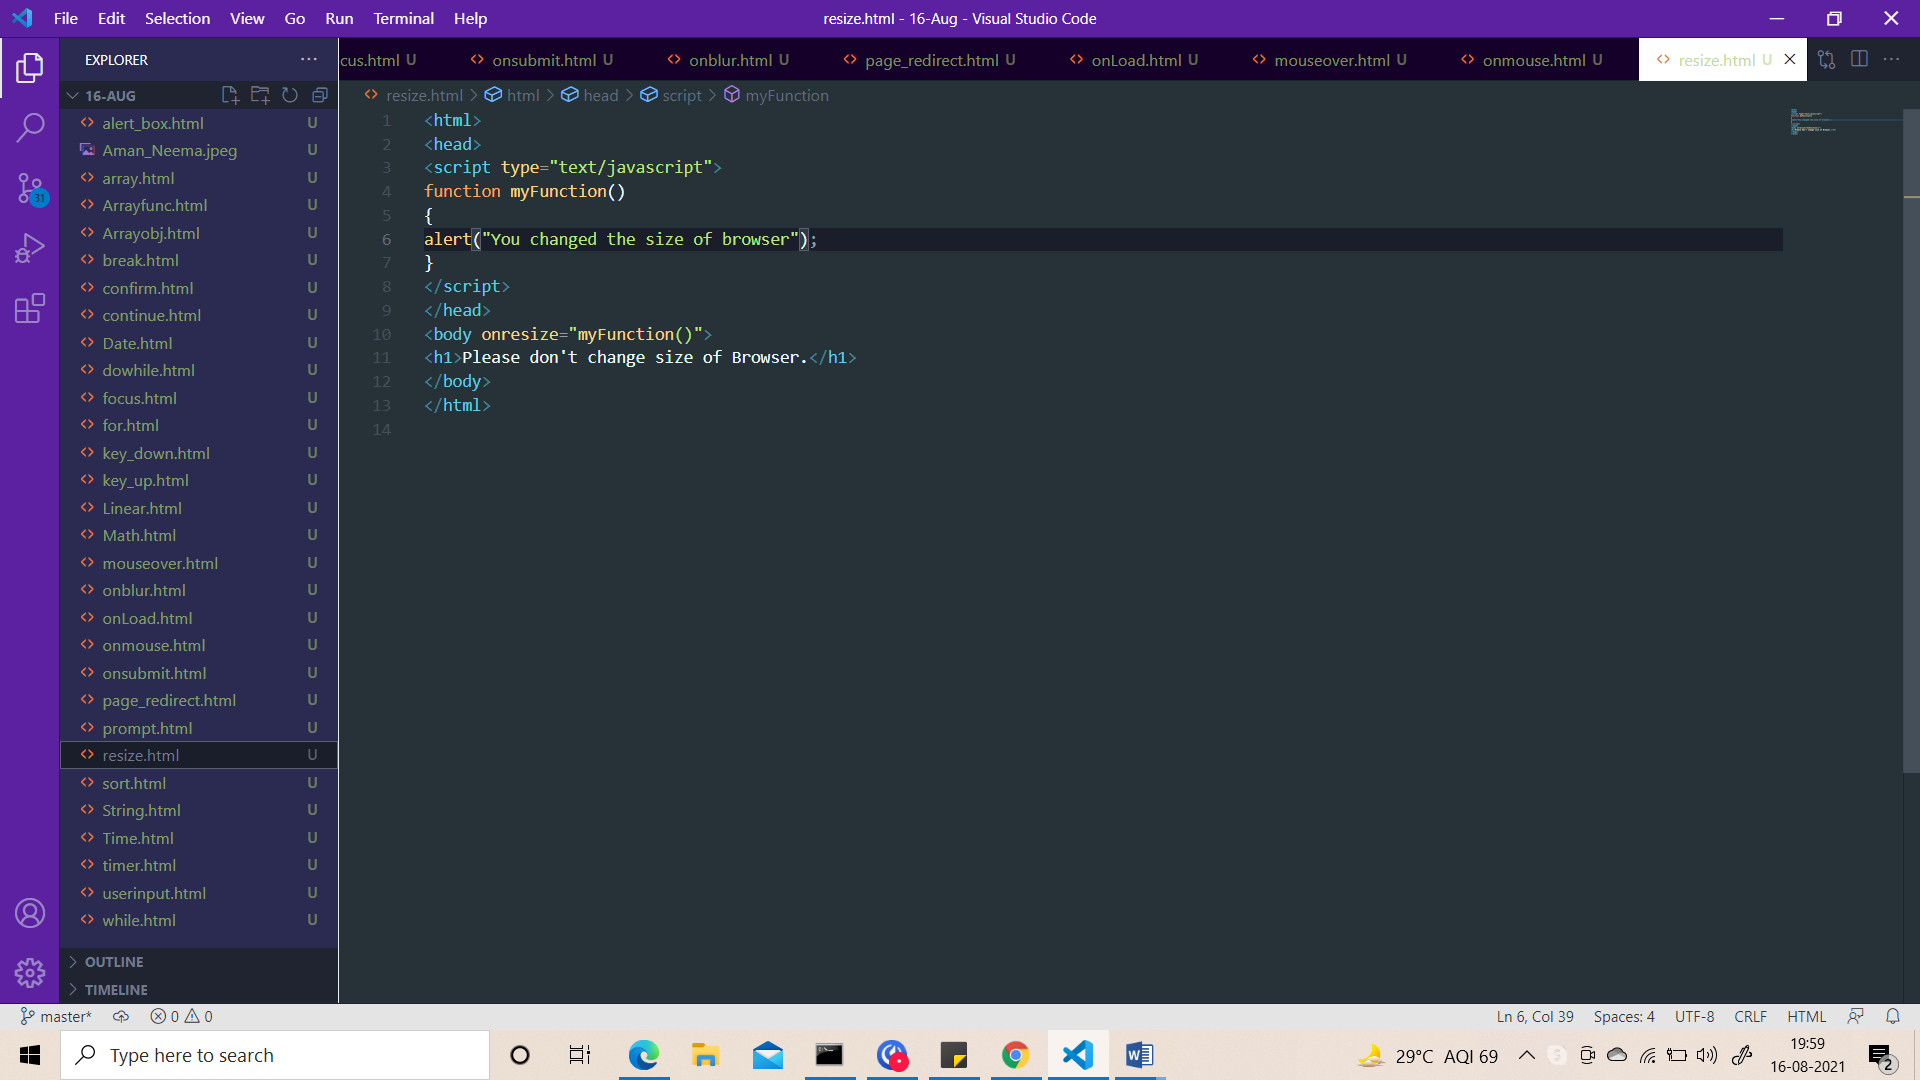 File Edit Selection View Go Run Terminal Help
resize.html - 16-Aug - Visual Studio Code
EXPLORER
cus.html U onsubmit.html U onblur.html U page_redirect.html U onLoad.html U mouseover.html U onmouse.html U resize.html U
16-AUG
resize.html > html > head > script > myFunction
alert_box.html U
Aman_Neema.jpeg U
array.html U
Arrayfunc.html U
Arrayobj.html U
break.html U
confirm.html U
continue.html U
Date.html U
dowhile.html U
focus.html U
for.html U
key_down.html U
key_up.html U
Linear.html U
Math.html U
mouseover.html U
onblur.html U
onLoad.html U
onmouse.html U
onsubmit.html U
page_redirect.html U
prompt.html U
resize.html U
sort.html U
String.html U
Time.html U
timer.html U
userinput.html U
while.html U
OUTLINE
TIMELINE
31
1 <html>
2 <head>
3 <script type="text/javascript">
4 function myFunction()
5 {
6 alert("You changed the size of browser");
7 }
8 </script>
9 </head>
10 <body onresize="myFunction()">
11 <h1>Please don't change size of Browser.</h1>
12 </body>
13 </html>
14
master* 0 0
Ln 6, Col 39 Spaces: 4 UTF-8 CRLF HTML
Type here to search
29°C AQI 69
19:59
16-08-2021
2